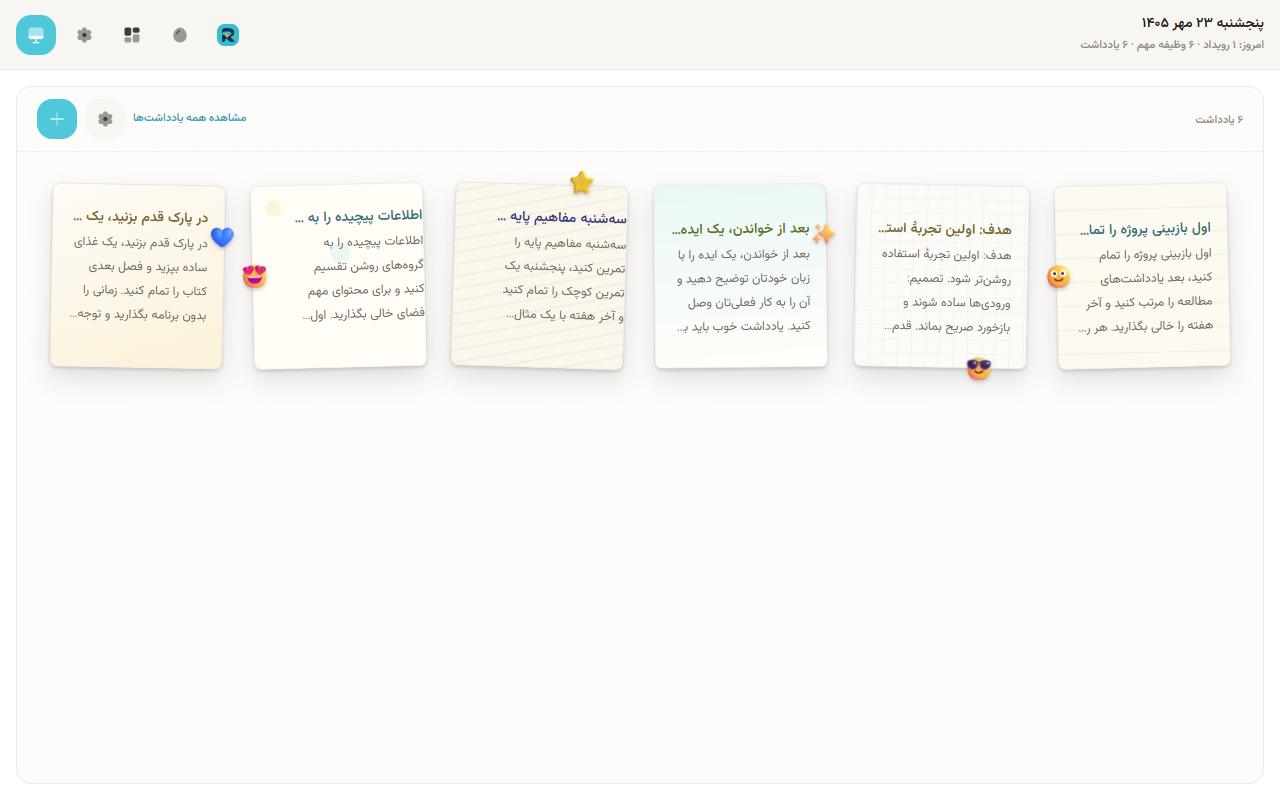 پنجشنبه ۲۳ مهر ۱۴۰۵
امروز: ۱ رویداد · ۶ وظیفه مهم · ۶ یادداشت
۶ یادداشت
مشاهده همه یادداشت‌ها
اول بازبینی پروژه را تما...
اول بازبینی پروژه را تمام
کنید، بعد یادداشت‌های
مطالعه را مرتب کنید و آخر
هفته را خالی بگذارید. هر ر...
هدف: اولین تجربهٔ است...
هدف: اولین تجربهٔ استفاده
روشن‌تر شود. تصمیم:
ورودی‌ها ساده شوند و
بازخورد صریح بماند. قدم...
بعد از خواندن، یک ایده...
بعد از خواندن، یک ایده را با
زبان خودتان توضیح دهید و
آن را به کار فعلی‌تان وصل
کنید. یادداشت خوب باید ب...
سه‌شنبه مفاهیم پایه ...
سه‌شنبه مفاهیم پایه را
تمرین کنید، پنجشنبه یک
تمرین کوچک را تمام کنید
و آخر هفته با یک مثال...
اطلاعات پیچیده را به ...
اطلاعات پیچیده را به
گروه‌های روشن تقسیم
کنید و برای محتوای مهم
فضای خالی بگذارید. اول...
در پارک قدم بزنید، یک ...
در پارک قدم بزنید، یک غذای
ساده بپزید و فصل بعدی
کتاب را تمام کنید. زمانی را
بدون برنامه بگذارید و توجه...